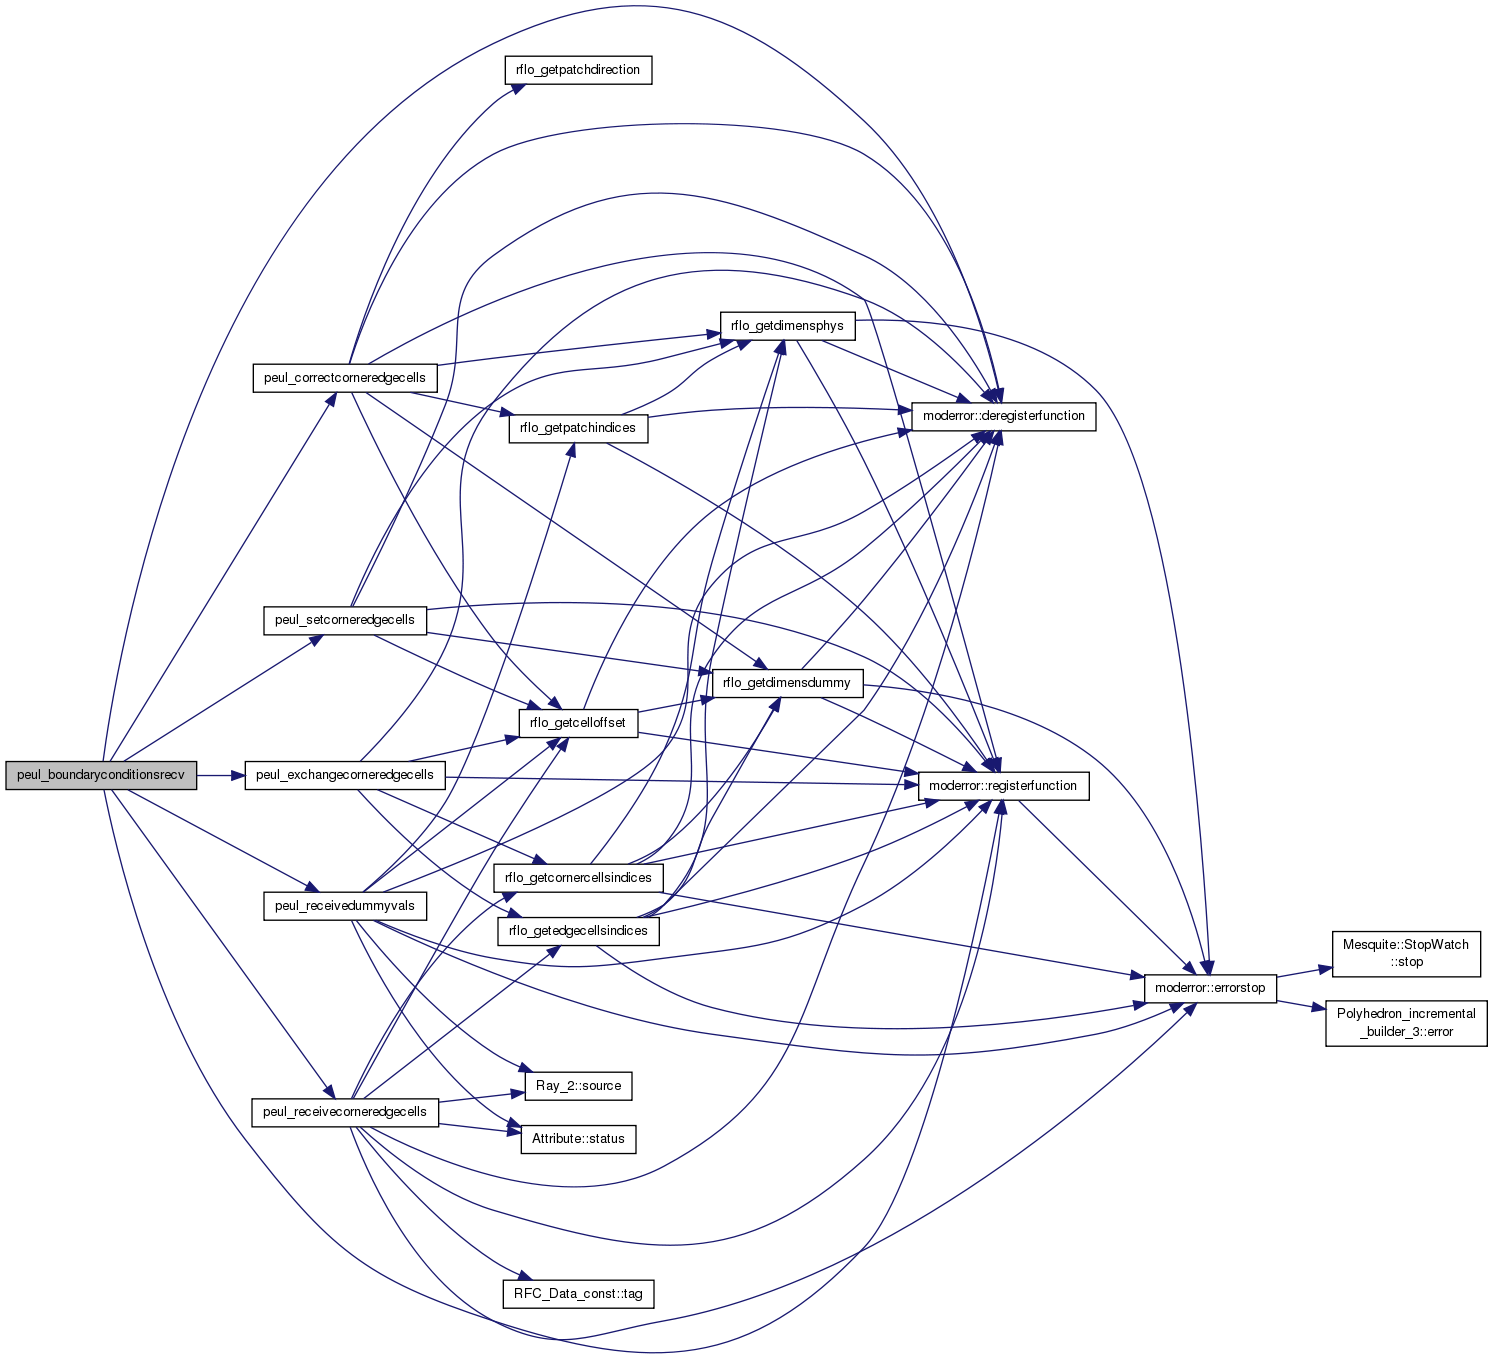 rflo_getpatchdirection
rflo_getdimensphys
peul_correctcorneredgecells
moderror::deregisterfunction
rflo_getpatchindices
peul_setcorneredgecells
rflo_getdimensdummy
rflo_getcelloffset
peul_boundaryconditionsrecv
peul_exchangecorneredgecells
moderror::registerfunction
rflo_getcornercellsindices
peul_receivedummyvals
rflo_getedgecellsindices
Mesquite::StopWatch
::stop
moderror::errorstop
Polyhedron_incremental
_builder_3::error
Ray_2::source
peul_receivecorneredgecells
Attribute::status
RFC_Data_const::tag